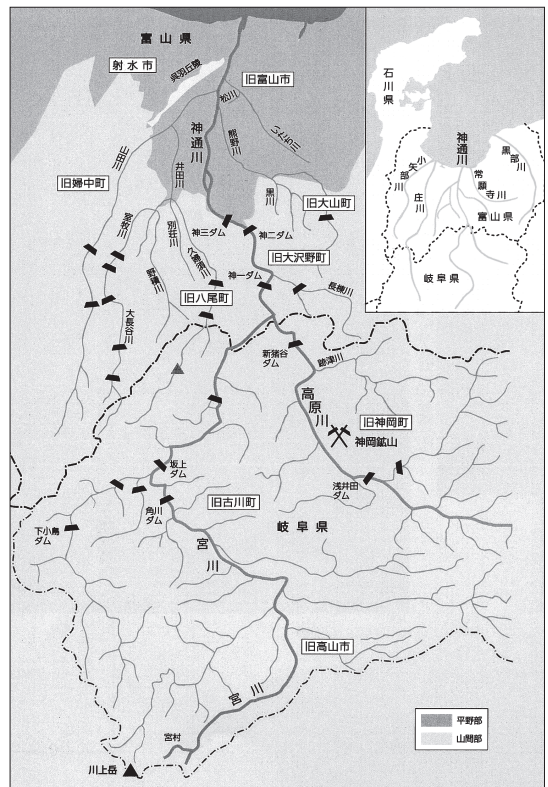 富山県
射水市
呉羽丘陵
旧富山市
松川
いたち川
熊野川
神通川
山田川
井田川
旧婦中町
黒川
旧大山町
室牧川
別荘川
神三ダム
神二ダム
野積川
久婦須川
旧大沢野町
神一ダム
長棟川
旧八尾町
大長谷川
新猪谷
ダム
跡津川
高原川
旧神岡町
神岡鉱山
坂上
ダム
浅井田
ダム
角川
ダム
旧古川町
下小鳥
ダム
岐阜県
宮川
旧高山市
宮川
宮村
川上岳
平野部
山間部
石川県
神通川
小矢部川
庄川
常願寺川
黒部川
富山県
岐阜県